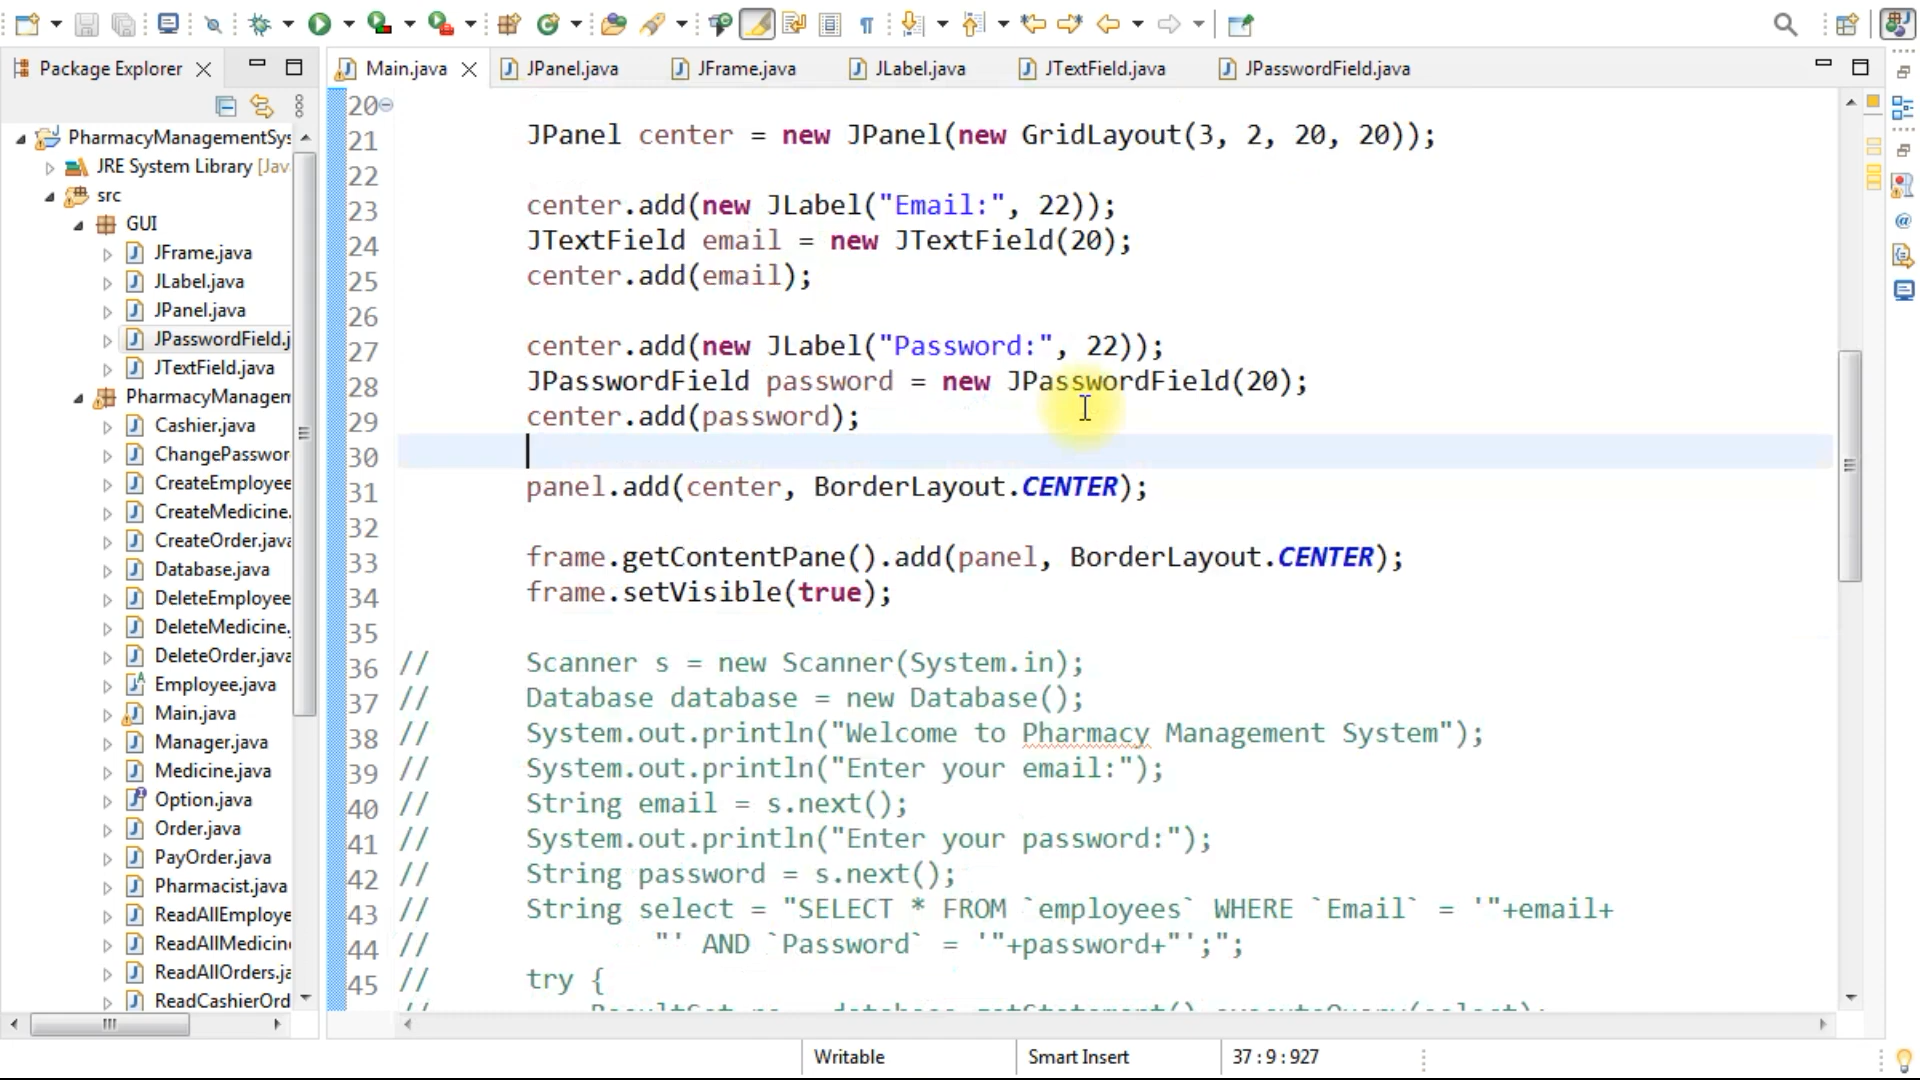 Package Explorer
Main.java
JPanel.java
JFrame.java
JLabel.java
JTextField.java
JPasswordField.java
PharmacyManagementSys
JRE System Library [Jav
src
GUI
JFrame.java
JLabel.java
JPanel.java
JPasswordField.j
JTextField.java
PharmacyManagem
Cashier.java
ChangePasswor
CreateEmployee
CreateMedicine.
CreateOrder.java
Database.java
DeleteEmployee
DeleteMedicine.
DeleteOrder.java
Employee.java
Main.java
Manager.java
Medicine.java
Option.java
Order.java
PayOrder.java
Pharmacist.java
ReadAllEmploye
ReadAllMedicin
ReadAllOrders.ja
ReadCashierOrd
20
21 JPanel center = new JPanel(new GridLayout(3, 2, 20, 20));
22
23 center.add(new JLabel("Email:", 22));
24 JTextField email = new JTextField(20);
25 center.add(email);
26
27 center.add(new JLabel("Password:", 22));
28 JPasswordField password = new JPasswordField(20);
29 center.add(password);
30
31 panel.add(center, BorderLayout.CENTER);
32
33 frame.getContentPane().add(panel, BorderLayout.CENTER);
34 frame.setVisible(true);
35
36 // Scanner s = new Scanner(System.in);
37 // Database database = new Database();
38 // System.out.println("Welcome to Pharmacy Management System");
39 // System.out.println("Enter your email:");
40 // String email = s.next();
41 // System.out.println("Enter your password:");
42 // String password = s.next();
43 // String select = "SELECT * FROM `employees` WHERE `Email` = '"+email+
44 // "' AND `Password` = '"+password+"';";
45 // try {
Writable
Smart Insert
37 : 9 : 927